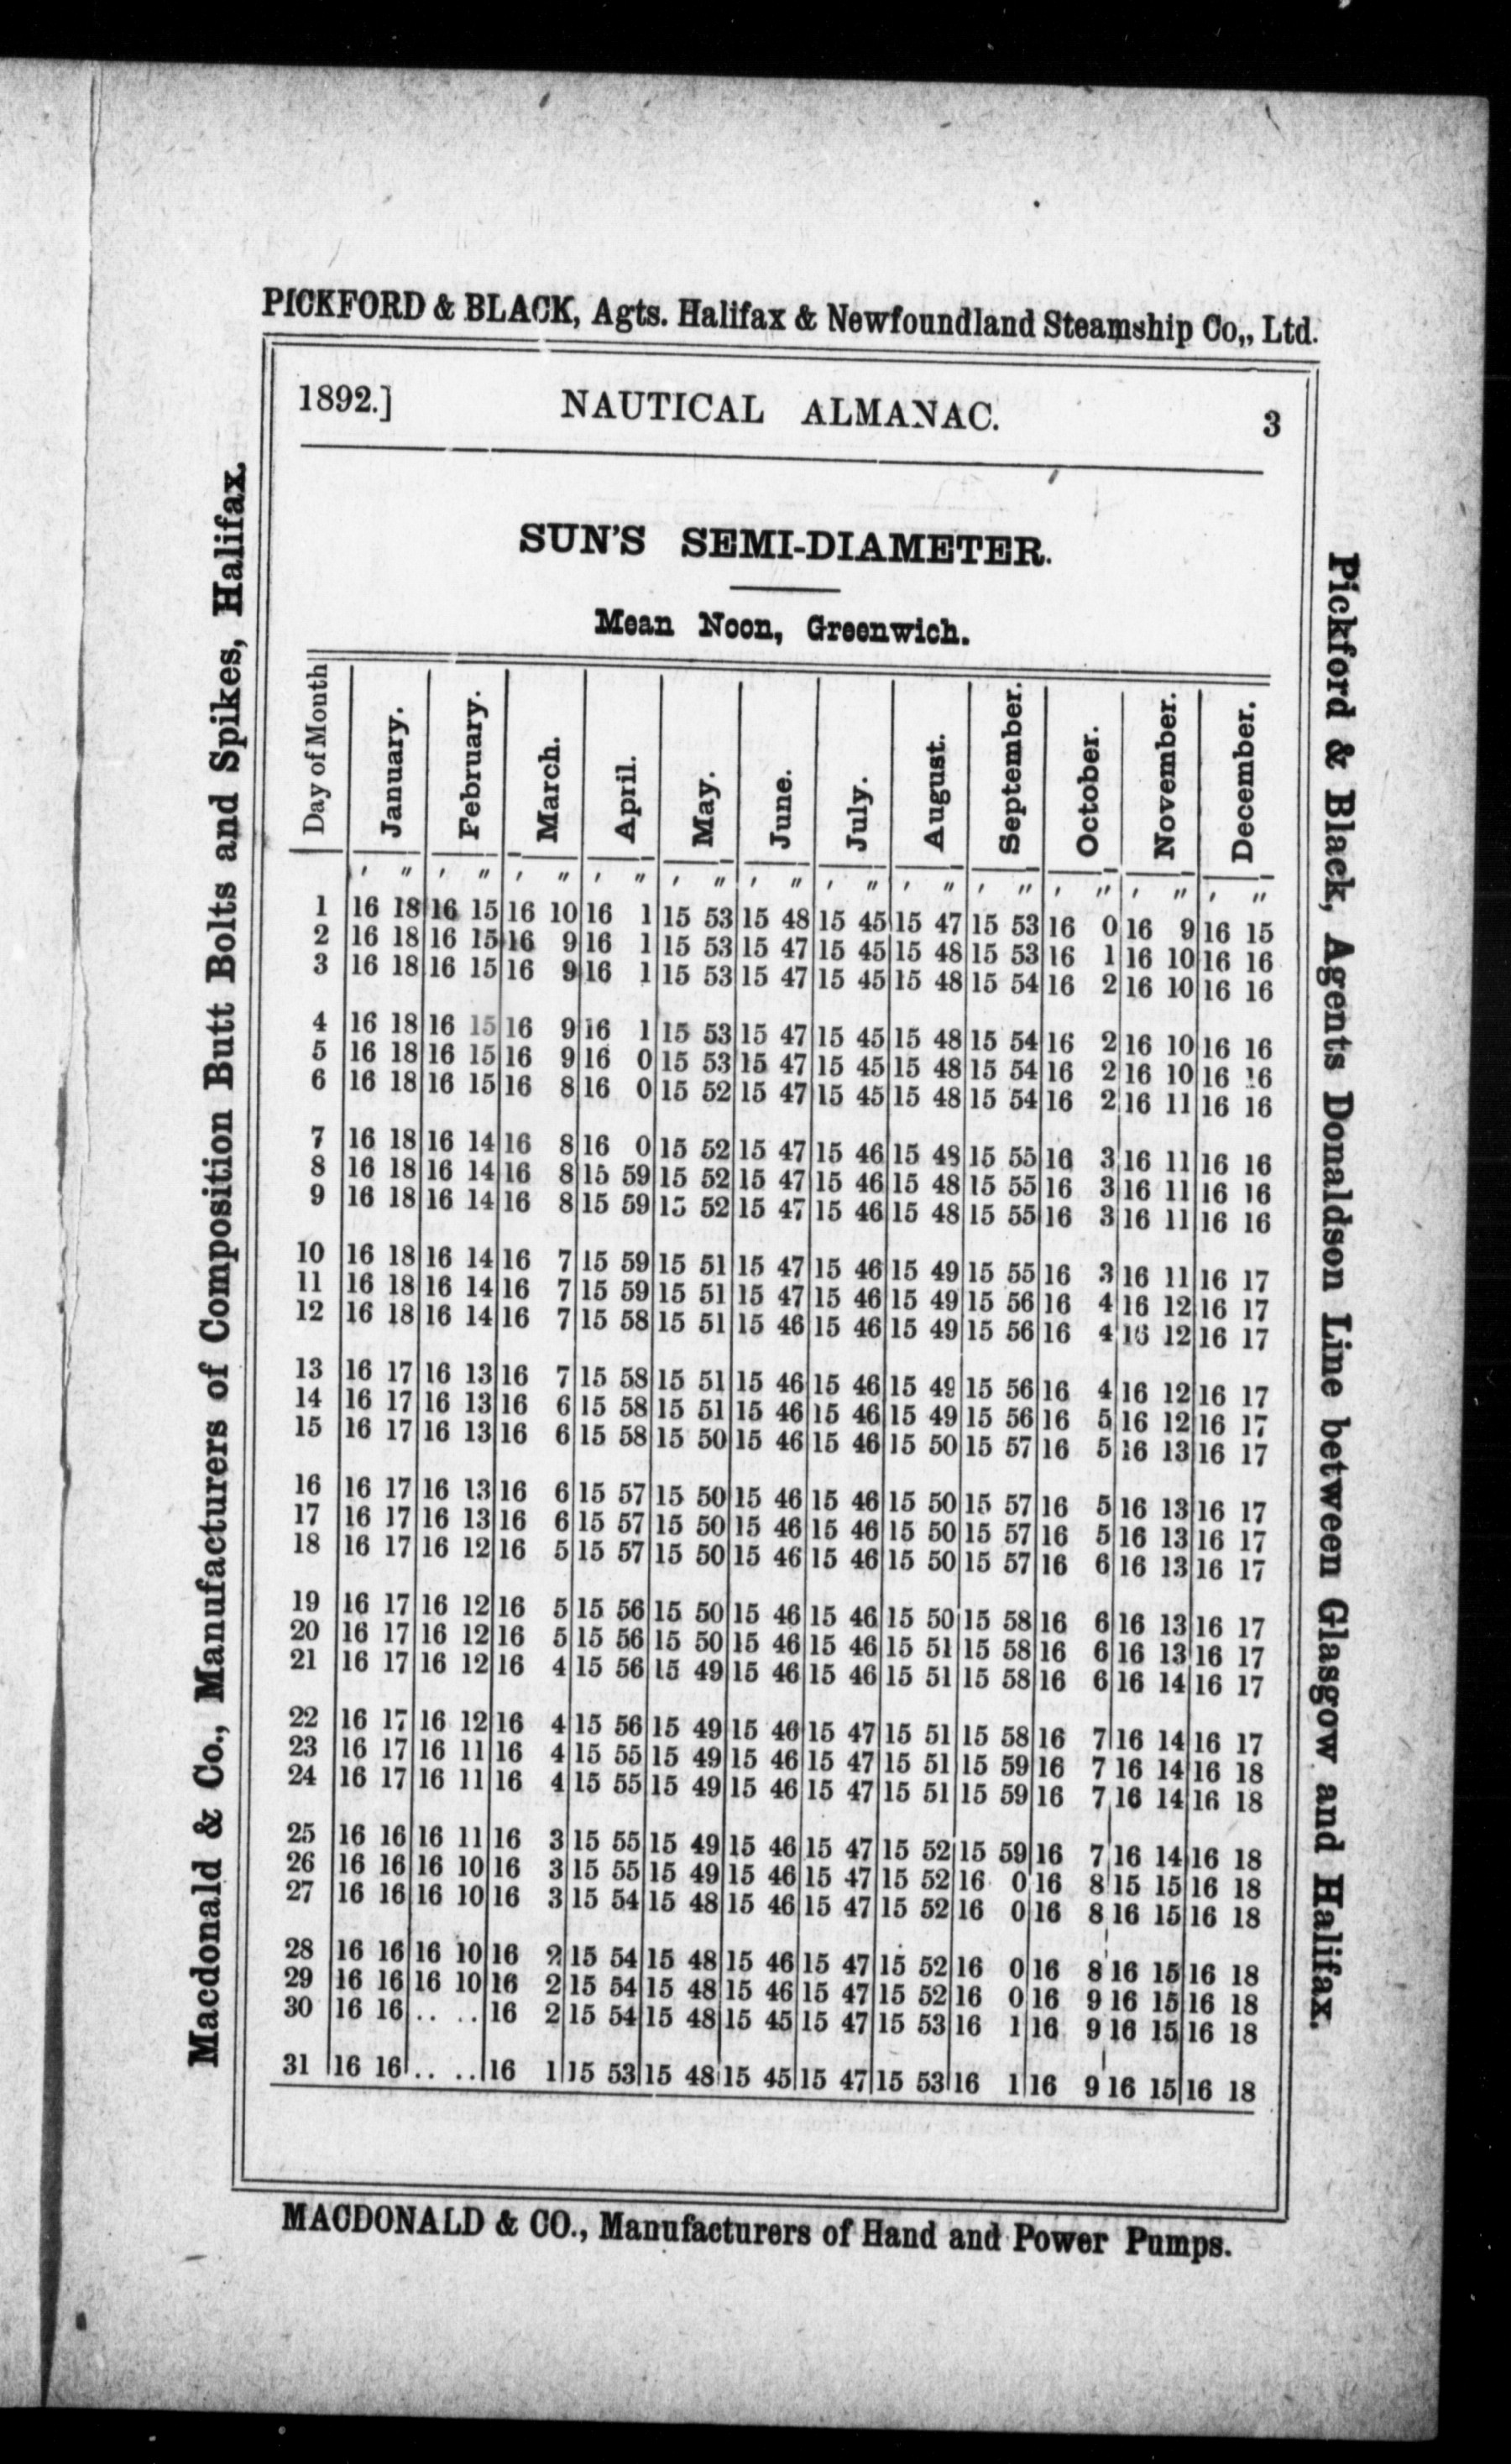 PICKFORD & BLACK, Agts. Halifax & Newfoundland Steamship Co,, Ltd.
1892.] NAUTICAL ALMANAC. 3
SUN'S SEMI-DIAMETER.
Mean Noon, Greenwich.
Day of Month January. February. March. April. May. June. July. August. September. October. November. December.
' " ' " ' " ' " ' " ' " ' " ' " ' " ' " ' " ' "
1 16 18 16 15 16 10 16 1 15 53 15 48 15 45 15 47 15 53 16 0 16 9 16 15
2 16 18 16 15 16 9 16 1 15 53 15 47 15 45 15 48 15 53 16 1 16 10 16 16
3 16 18 16 15 16 9 16 1 15 53 15 47 15 45 15 48 15 54 16 2 16 10 16 16
4 16 18 16 15 16 9 16 1 15 53 15 47 15 45 15 48 15 54 16 2 16 10 16 16
5 16 18 16 15 16 9 16 0 15 53 15 47 15 45 15 48 15 54 16 2 16 10 16 16
6 16 18 16 15 16 8 16 0 15 52 15 47 15 45 15 48 15 54 16 2 16 11 16 16
7 16 18 16 14 16 8 16 0 15 52 15 47 15 46 15 48 15 55 16 3 16 11 16 16
8 16 18 16 14 16 8 15 59 15 52 15 47 15 46 15 48 15 55 16 3 16 11 16 16
9 16 18 16 14 16 8 15 59 15 52 15 47 15 46 15 48 15 55 16 3 16 11 16 16
10 16 18 16 14 16 7 15 59 15 51 15 47 15 46 15 49 15 55 16 3 16 11 16 17
11 16 18 16 14 16 7 15 59 15 51 15 47 15 46 15 49 15 56 16 4 16 12 16 17
12 16 18 16 14 16 7 15 58 15 51 15 46 15 46 15 49 15 56 16 4 16 12 16 17
13 16 17 16 13 16 7 15 58 15 51 15 46 15 46 15 49 15 56 16 4 16 12 16 17
14 16 17 16 13 16 6 15 58 15 51 15 46 15 46 15 49 15 56 16 5 16 12 16 17
15 16 17 16 13 16 6 15 58 15 50 15 46 15 46 15 50 15 57 16 5 16 13 16 17
16 16 17 16 13 16 6 15 57 15 50 15 46 15 46 15 50 15 57 16 5 16 13 16 17
17 16 17 16 13 16 6 15 57 15 50 15 46 15 46 15 50 15 57 16 5 16 13 16 17
18 16 17 16 12 16 5 15 57 15 50 15 46 15 46 15 50 15 57 16 6 16 13 16 17
19 16 17 16 12 16 5 15 56 15 50 15 46 15 46 15 50 15 58 16 6 16 13 16 17
20 16 17 16 12 16 5 15 56 15 50 15 46 15 46 15 51 15 58 16 6 16 13 16 17
21 16 17 16 12 16 4 15 56 15 49 15 46 15 46 15 51 15 58 16 6 16 14 16 17
22 16 17 16 12 16 4 15 56 15 49 15 46 15 47 15 51 15 58 16 7 16 14 16 17
23 16 17 16 11 16 4 15 55 15 49 15 46 15 47 15 51 15 59 16 7 16 14 16 18
24 16 17 16 11 16 4 15 55 15 49 15 46 15 47 15 51 15 59 16 7 16 14 16 18
25 16 16 16 11 16 3 15 55 15 49 15 46 15 47 15 52 15 59 16 7 16 14 16 18
26 16 16 16 10 16 3 15 55 15 49 15 46 15 47 15 52 16 0 16 8 15 15 16 18
27 16 16 16 10 16 3 15 54 15 48 15 46 15 47 15 52 16 0 16 8 16 15 16 18
28 16 16 16 10 16 2 15 54 15 48 15 46 15 47 15 52 16 0 16 8 16 15 16 18
29 16 16 16 10 16 2 15 54 15 48 15 46 15 47 15 52 16 0 16 9 16 15 16 18
30 16 16 .. .. 16 2 15 54 15 48 15 45 15 47 15 53 16 1 16 9 16 15 16 18
31 16 16 .. .. 16 1 15 53 15 48 15 45 15 47 15 53 16 1 16 9 16 15 16 18
MACDONALD & CO., Manufacturers of Hand and Power Pumps.
Macdonald & Co., Manufacturers of Composition Butt Bolts and Spikes, Halifax.
Pickford & Black, Agents Donaldson Line between Glasgow and Halifax.